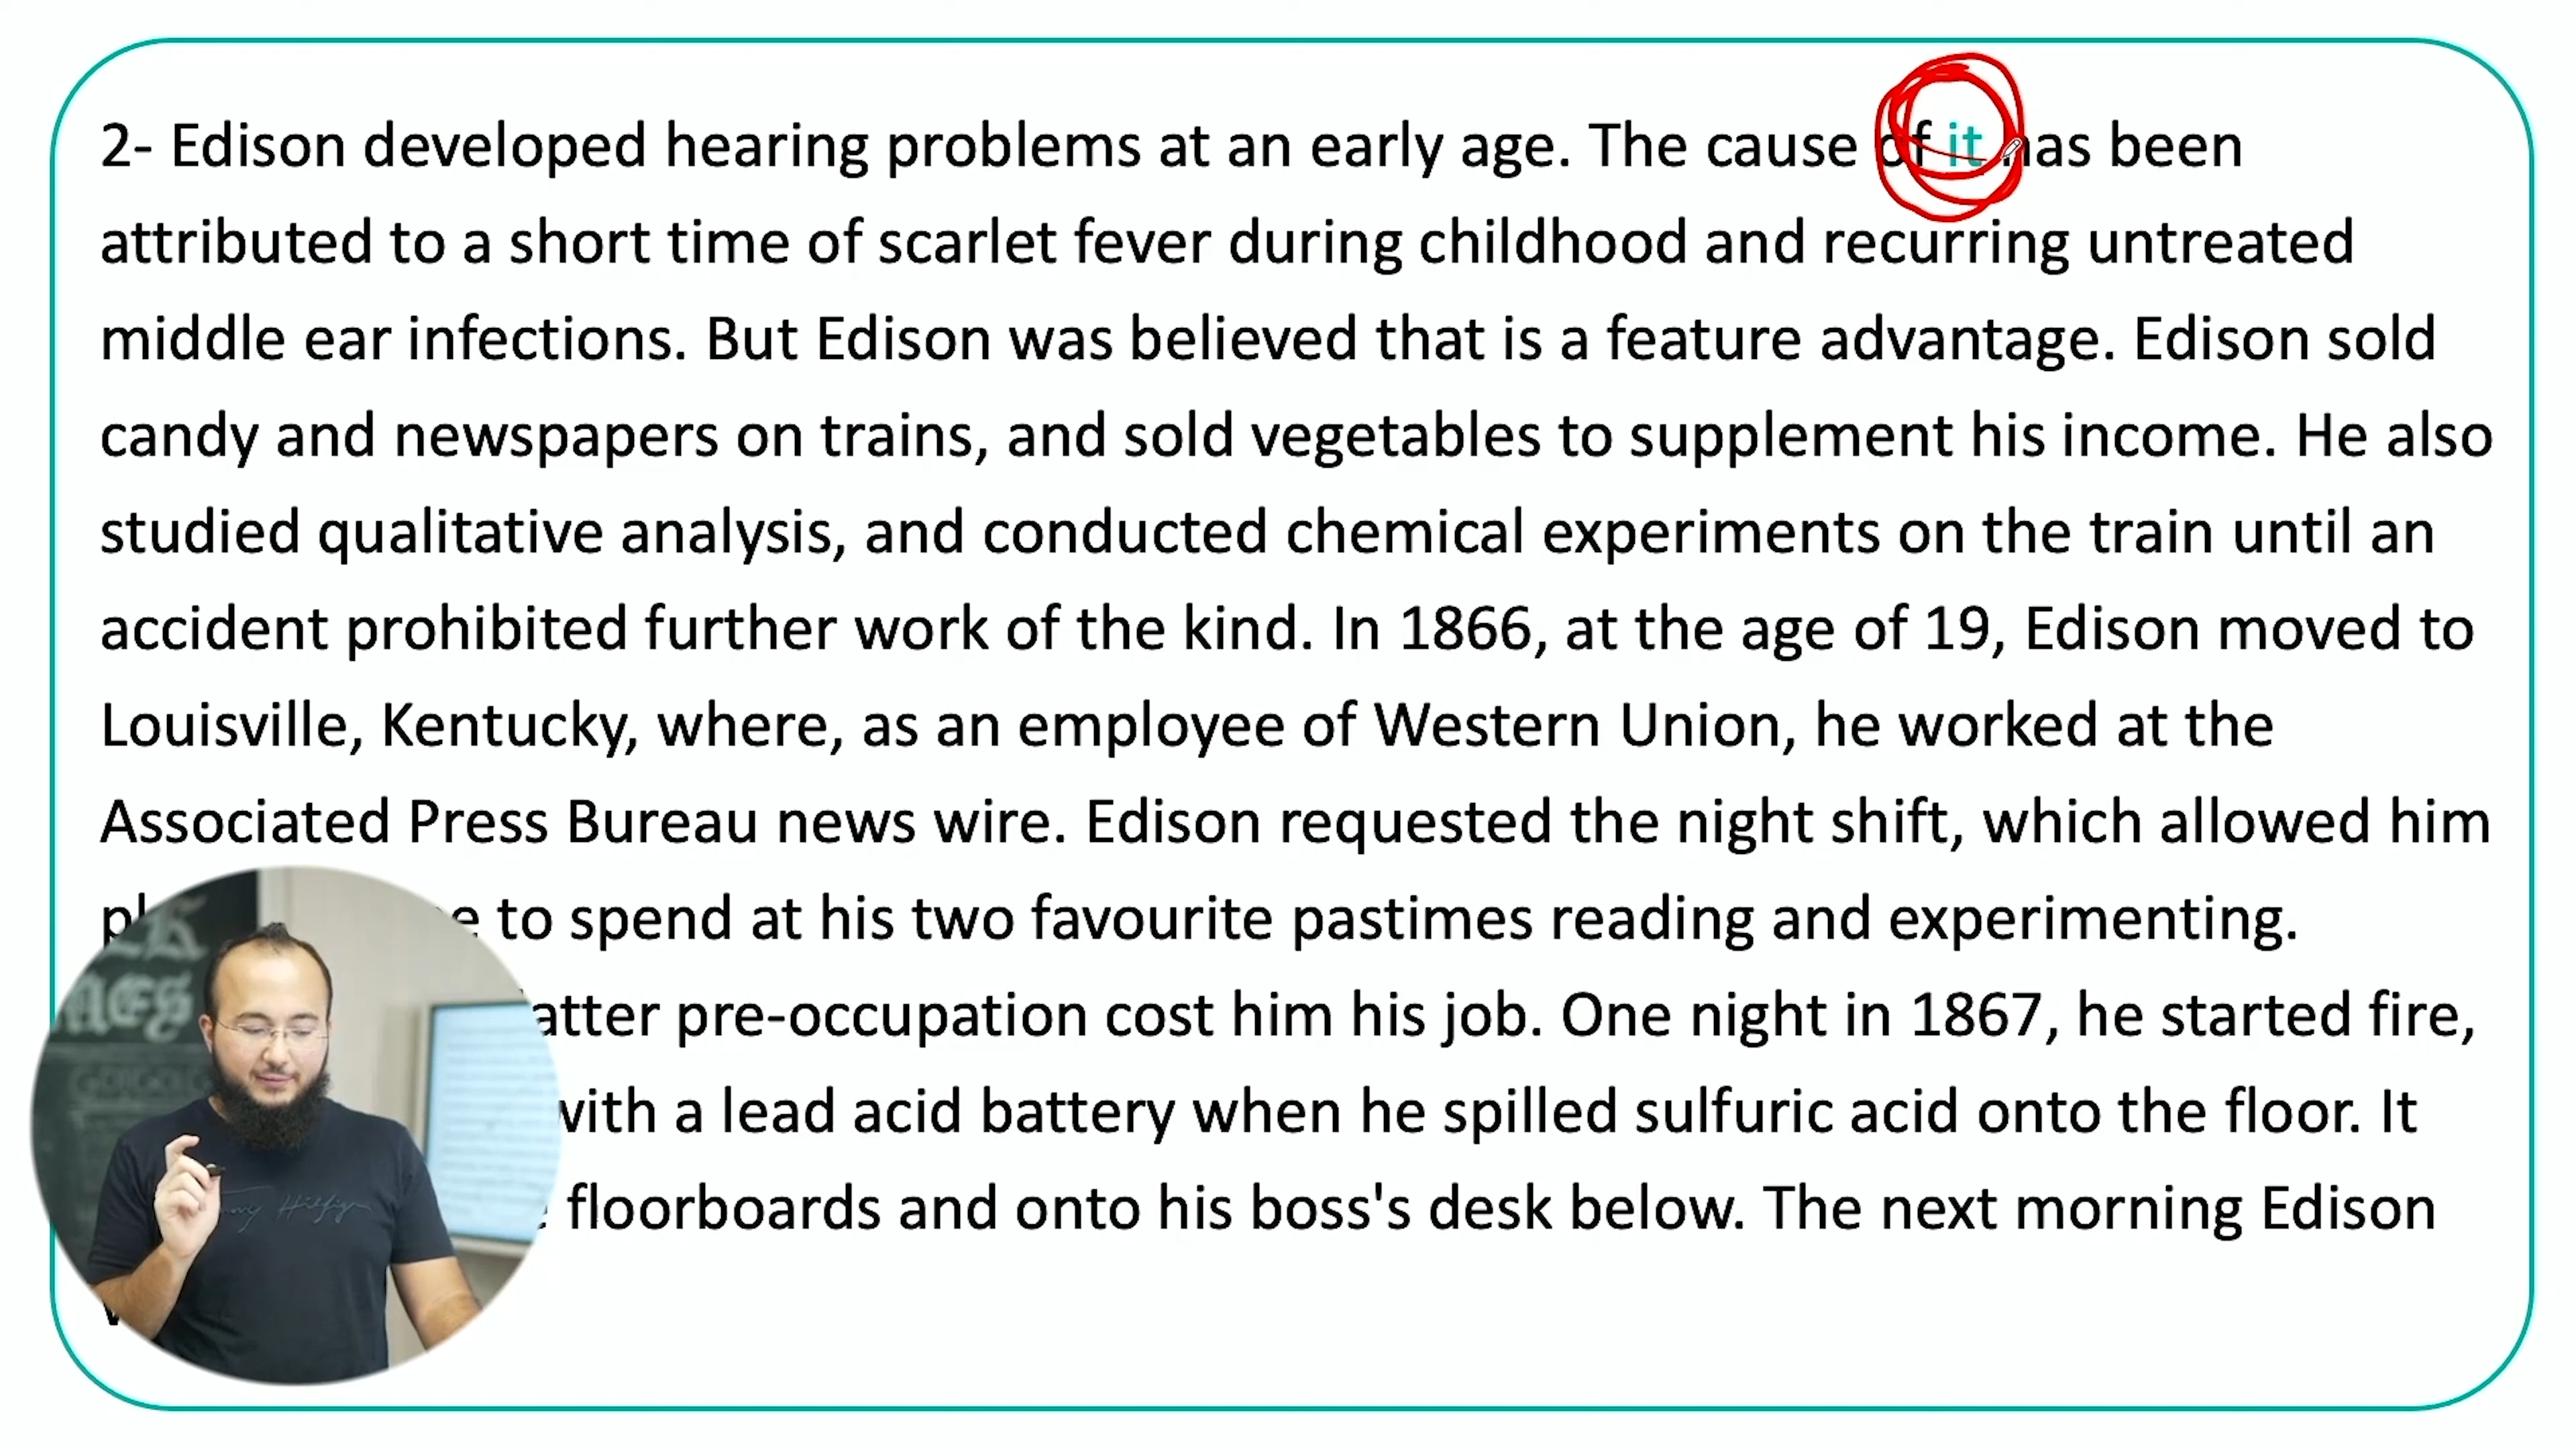 2- Edison developed hearing problems at an early age. The cause of it has been
attributed to a short time of scarlet fever during childhood and recurring untreated
middle ear infections. But Edison was believed that is a feature advantage. Edison sold
candy and newspapers on trains, and sold vegetables to supplement his income. He also
studied qualitative analysis, and conducted chemical experiments on the train until an
accident prohibited further work of the kind. In 1866, at the age of 19, Edison moved to
Louisville, Kentucky, where, as an employee of Western Union, he worked at the
Associated Press Bureau news wire. Edison requested the night shift, which allowed him
to spend at his two favourite pastimes reading and experimenting.
pre-occupation cost him his job. One night in 1867, he started fire,
with a lead acid battery when he spilled sulfuric acid onto the floor. It
floorboards and onto his boss's desk below. The next morning Edison